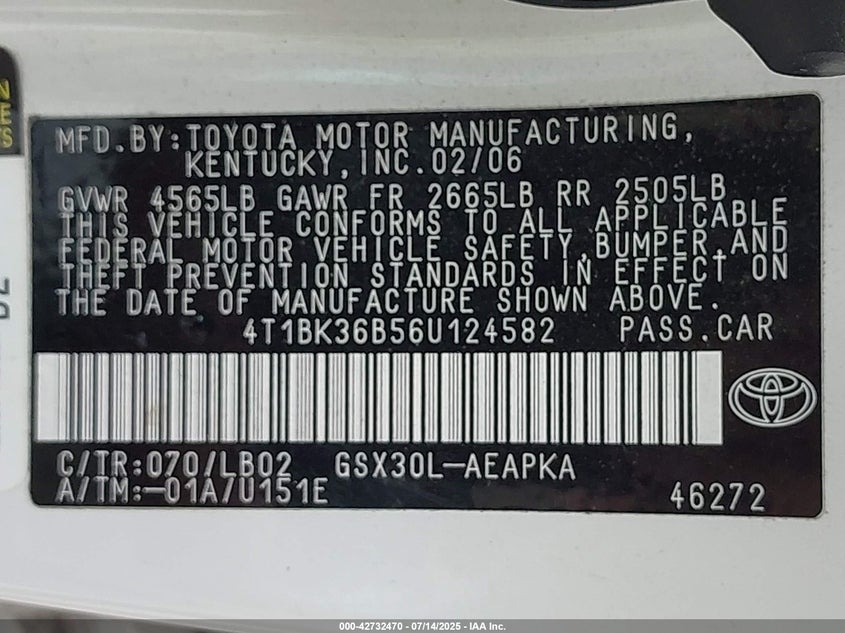 MFD.BY:TOYOTA MOTOR MANUFACTURING,
KENTUCKY,INC.02/06
GVWR 4565LB GAWR FR 2665LB RR 2505LB
THIS VEHICLE CONFORMS TO ALL APPLICABLE
FEDERAL MOTOR VEHICLE SAFETY,BUMPER,AND
THEFT PREVENTION STANDARDS IN EFFECT ON
THE DATE OF MANUFACTURE SHOWN ABOVE.
4T1BK36B56U124582 PASS.CAR
C/TR:070/LB02 GSX30L-AEAPKA
A/TM:-01A/U151E 46272
000-42732470 - 07/14/2025 - IAA Inc.